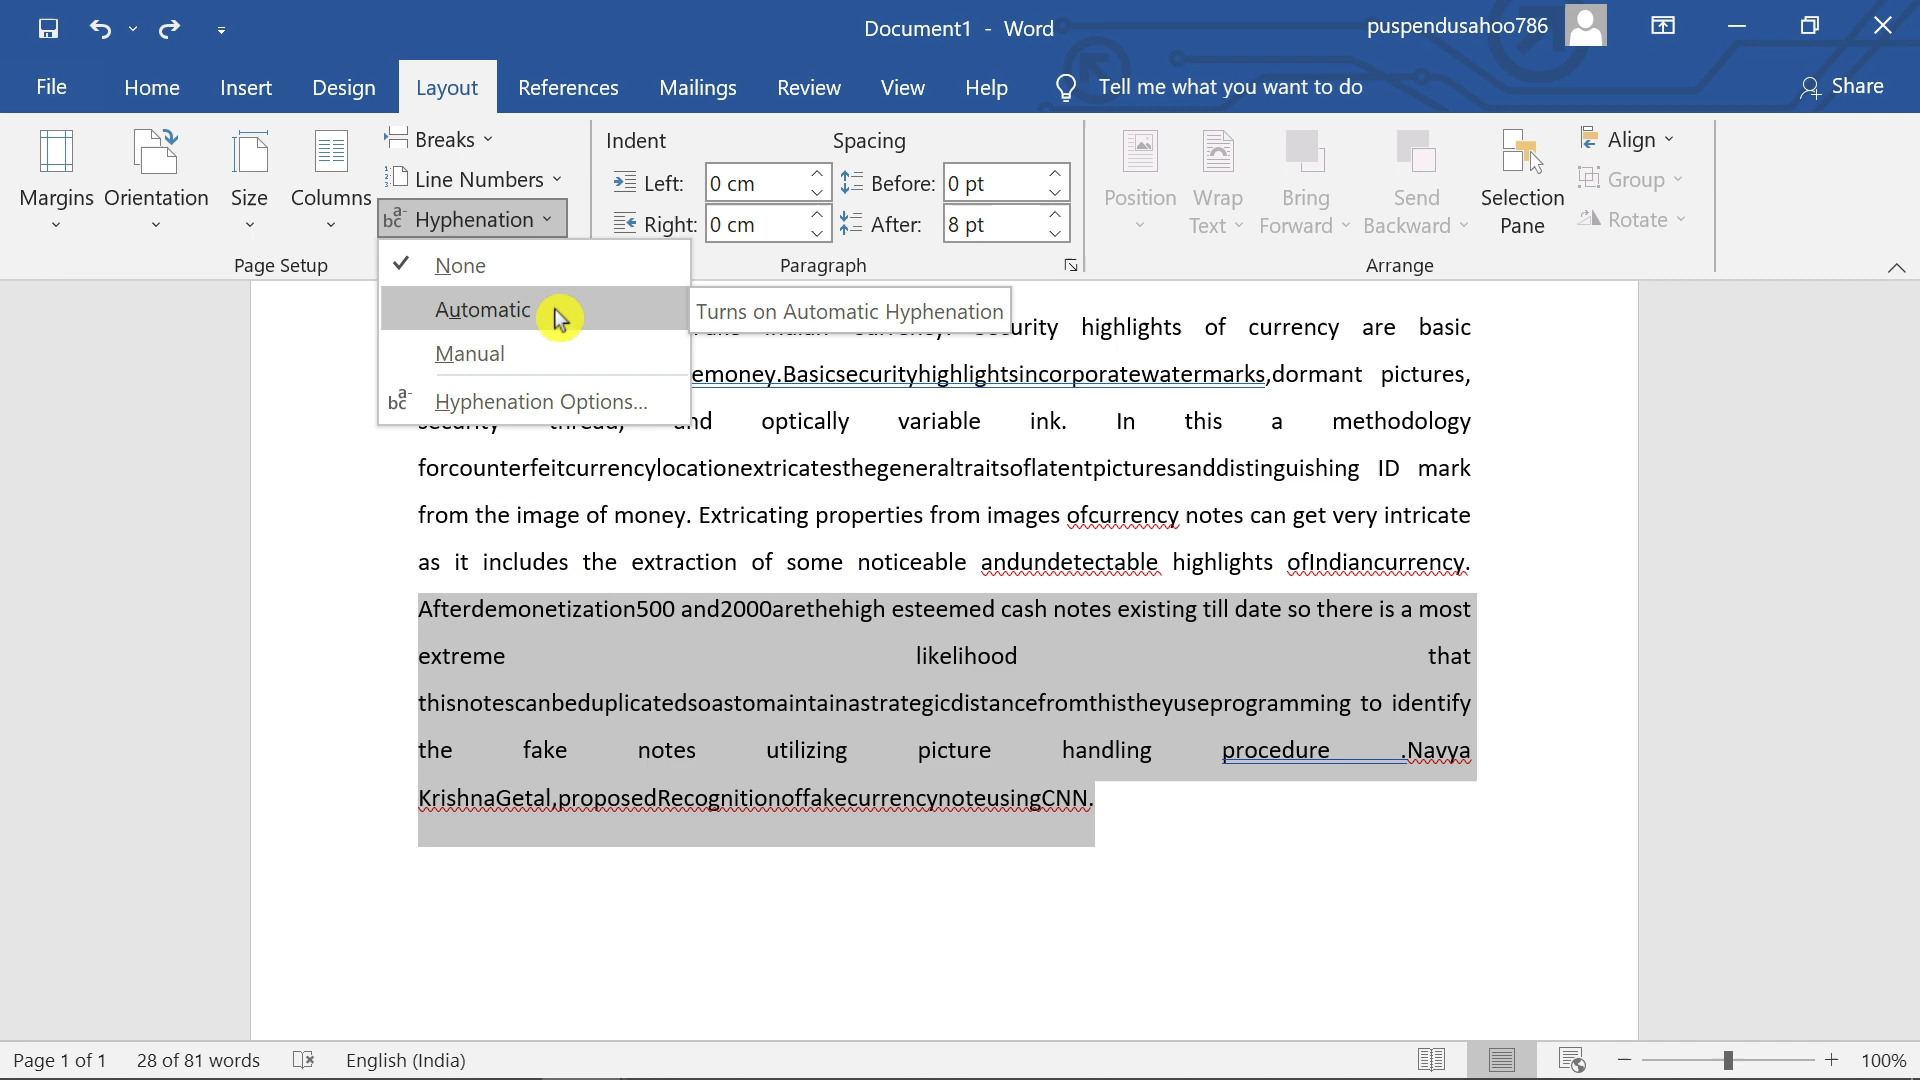 Document1 - Word
puspendusahoo786
File Home Insert Design Layout References Mailings Review View Help Tell me what you want to do Share
Margins
Orientation
Size
Columns
Breaks
Line Numbers
Hyphenation
Page Setup
Indent
Left: 0 cm
Right: 0 cm
Spacing
Before: 0 pt
After: 8 pt
Paragraph
Position
Wrap Text
Bring Forward
Send Backward
Selection Pane
Align
Group
Rotate
Arrange
None
Automatic
Manual
Hyphenation Options...
Turns on Automatic Hyphenation
highlights of currency are basic
emoney.Basicsecurityhighlightsincorporatewatermarks,dormant pictures,
optically variable ink. In this a methodology
forcounterfeitcurrencylocationextricatesthegeneraltraitsoflatentpicturesanddistinguishing ID mark
from the image of money. Extricating properties from images ofcurrency notes can get very intricate
as it includes the extraction of some noticeable andundetectable highlights ofIndiancurrency.
Afterdemonetization500 and2000arethehigh esteemed cash notes existing till date so there is a most
extreme likelihood that
thisnotescanbeduplicatedsoastomaintainastrategicdistancefromthistheyuseprogramming to identify
the fake notes utilizing picture handling procedure .Navya
KrishnaGetal,proposedRecognitionoffakecurrencynoteusingCNN.
Page 1 of 1 28 of 81 words English (India) 100%